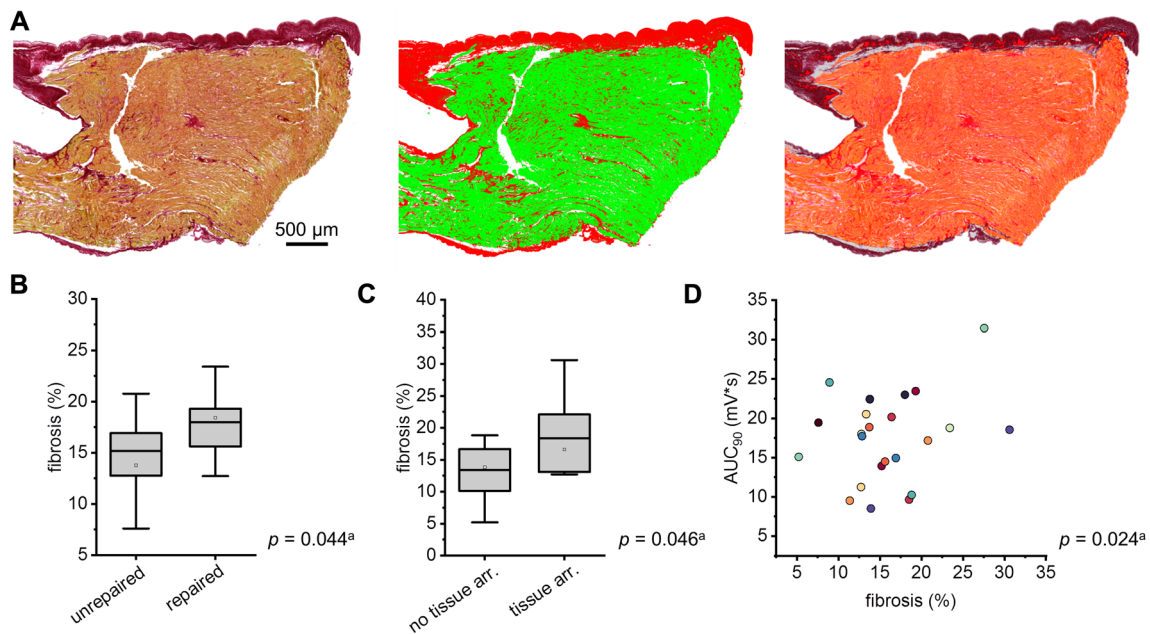 A
500 µm
B
fibrosis (%)
30
25
20
15
10
5
unrepaired
repaired
p = 0.044ᵃ
C
fibrosis (%)
40
35
30
25
20
15
10
5
0
no tissue arr.
tissue arr.
p = 0.046ᵃ
D
AUC₉₀ (mV*s)
35
30
25
20
15
10
5
5 10 15 20 25 30 35
fibrosis (%)
p = 0.024ᵃ